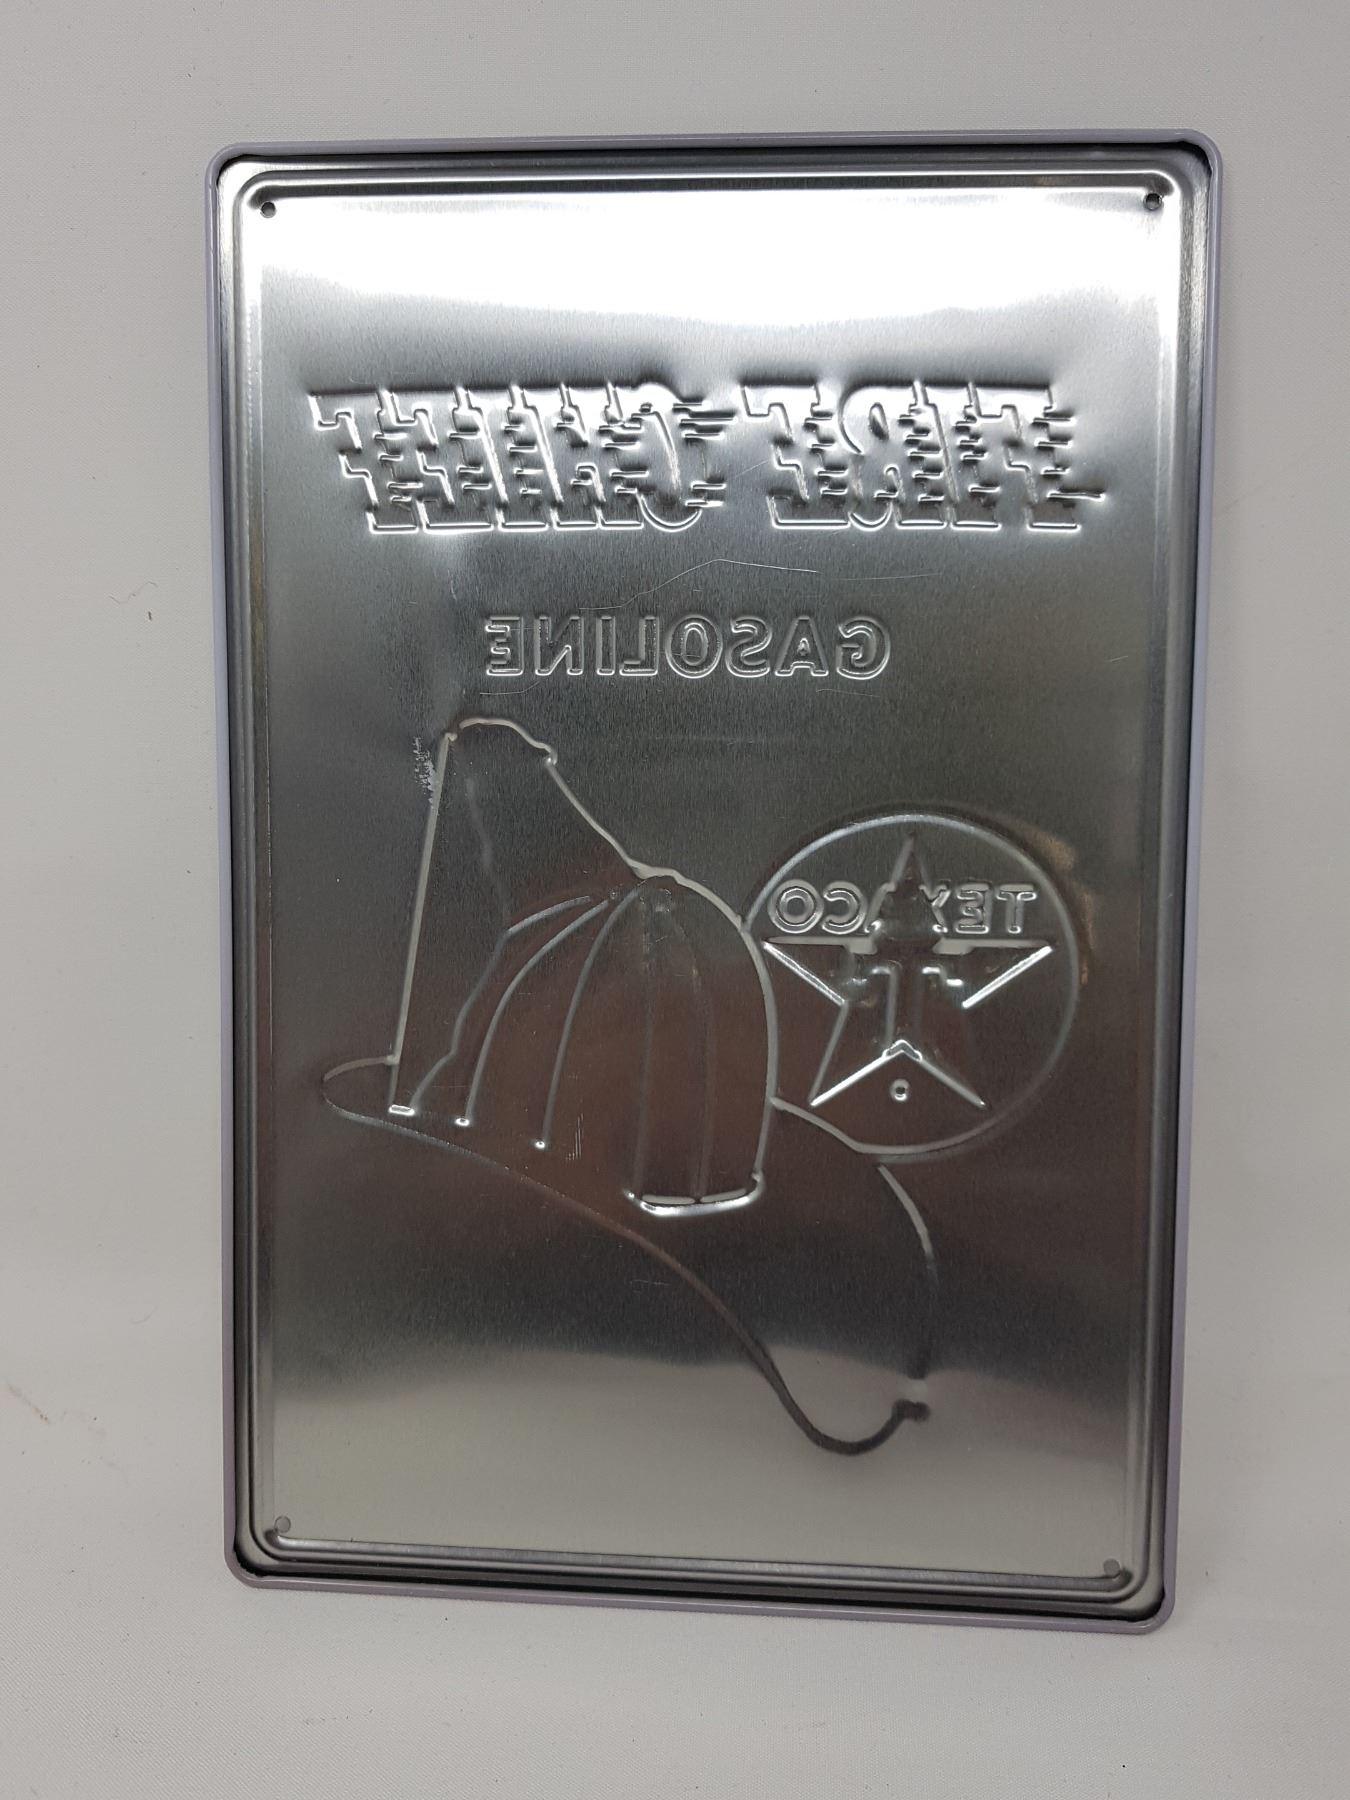 FIRE-CHIEF
GASOLINE
TEXACO
T